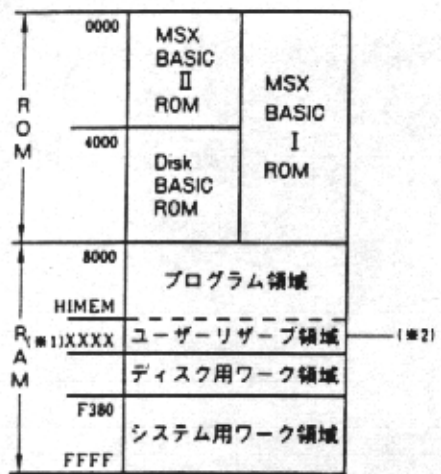 0000
MSX
BASIC
II
ROM
MSX
BASIC
I
ROM
ROM
4000
Disk
BASIC
ROM
8000
プログラム領域
HIMEM
RAM
(※1)XXXX
ユーザーリザーブ領域
(※2)
ディスク用ワーク領域
F380
システム用ワーク領域
FFFF